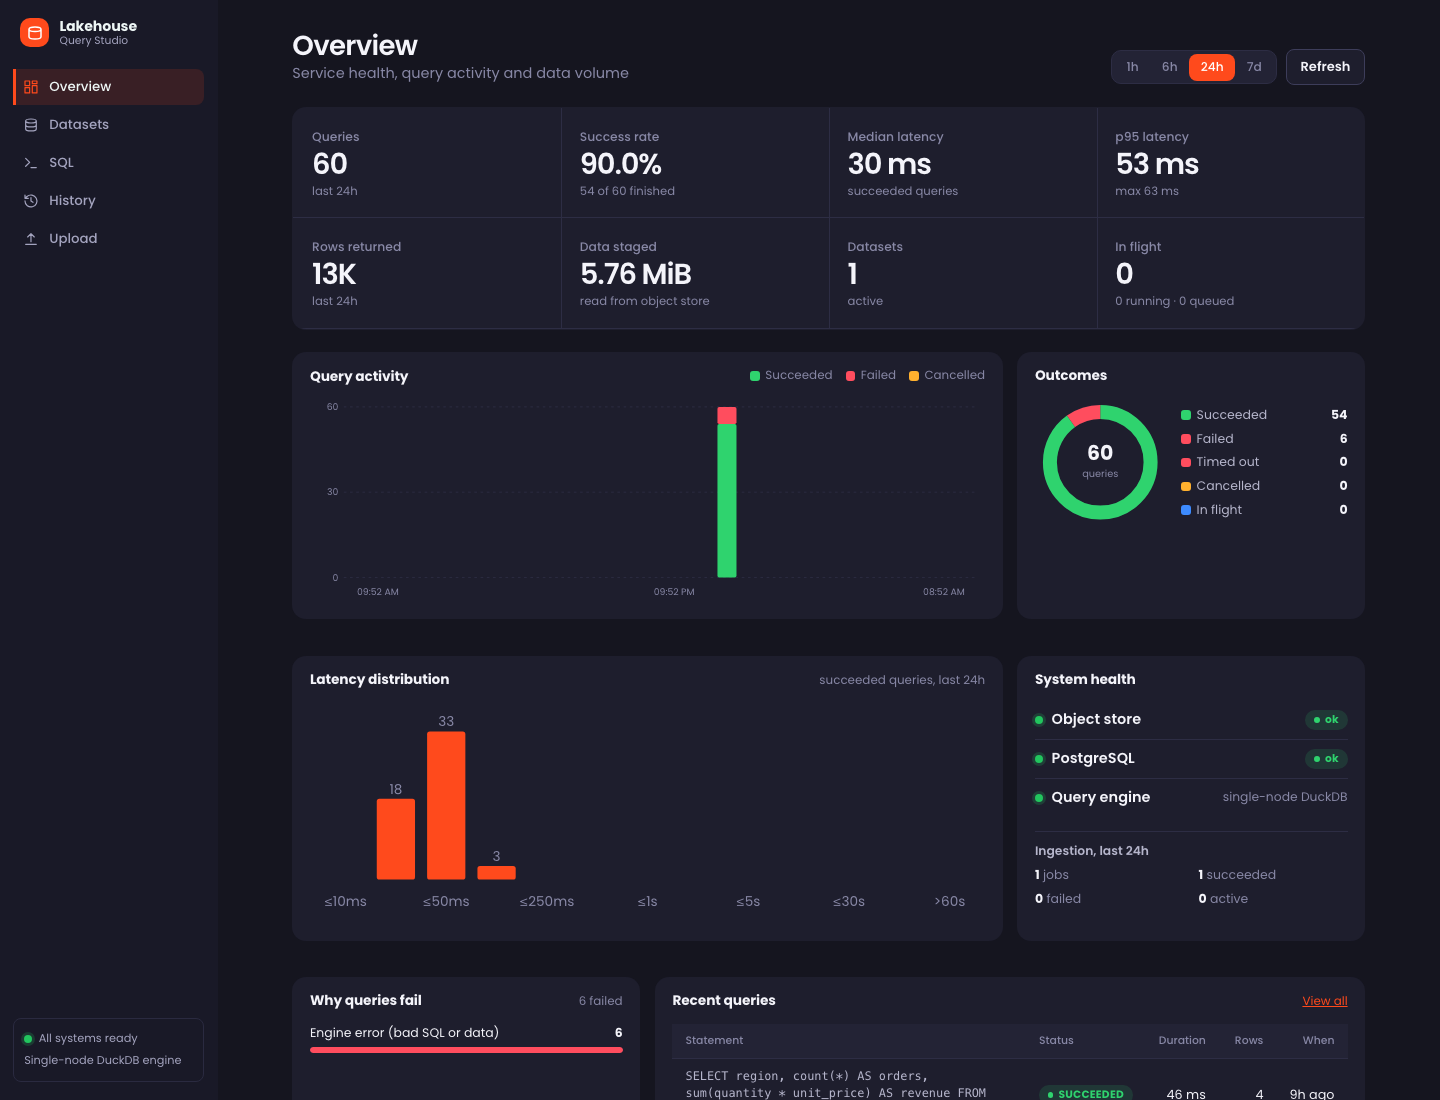 Lakehouse
Query Studio
Overview
Datasets
SQL
History
Upload
All systems ready
Single-node DuckDB engine
Overview
Service health, query activity and data volume
1h 6h 24h 7d Refresh
Queries
60
last 24h
Success rate
90.0%
54 of 60 finished
Median latency
30 ms
succeeded queries
p95 latency
53 ms
max 63 ms
Rows returned
13K
last 24h
Data staged
5.76 MiB
read from object store
Datasets
1
active
In flight
0
0 running · 0 queued
Query activity
Succeeded Failed Cancelled
60
30
0
09:52 AM 09:52 PM 08:52 AM
Outcomes
60
queries
Succeeded 54
Failed 6
Timed out 0
Cancelled 0
In flight 0
Latency distribution
succeeded queries, last 24h
18 33 3
≤10ms ≤50ms ≤250ms ≤1s ≤5s ≤30s >60s
System health
Object store ok
PostgreSQL ok
Query engine single-node DuckDB
Ingestion, last 24h
1 jobs 1 succeeded
0 failed 0 active
Why queries fail 6 failed
Engine error (bad SQL or data) 6
Recent queries View all
Statement Status Duration Rows When
SELECT region, count(*) AS orders,
sum(quantity * unit_price) AS revenue FROM
SUCCEEDED 46 ms 4 9h ago